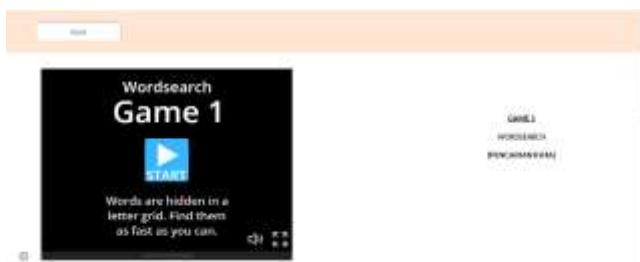 Wordsearch
Game 1
START
Words are hidden in a
letter grid. Find them
as fast as you can.
GAME 1
WORDSEARCH